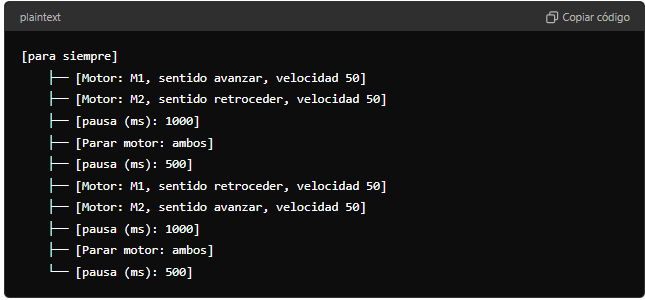 plaintext
Copiar código
[para siempre]
├── [Motor: M1, sentido avanzar, velocidad 50]
├── [Motor: M2, sentido retroceder, velocidad 50]
├── [pausa (ms): 1000]
├── [Parar motor: ambos]
├── [pausa (ms): 500]
├── [Motor: M1, sentido retroceder, velocidad 50]
├── [Motor: M2, sentido avanzar, velocidad 50]
├── [pausa (ms): 1000]
├── [Parar motor: ambos]
└── [pausa (ms): 500]